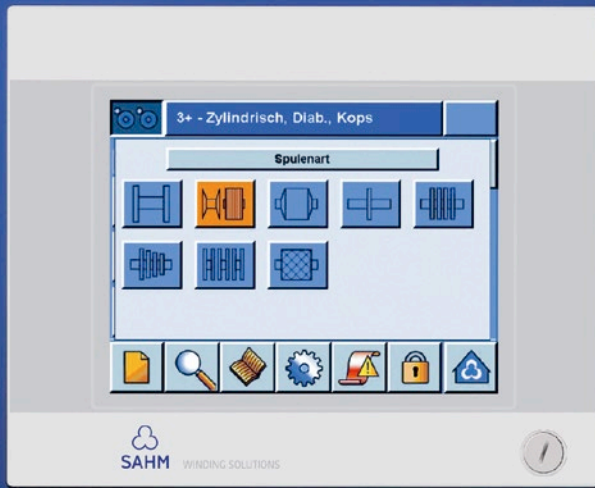 3+ - Zylindrisch, Diab., Kops
Spulenart
SAHM WINDING SOLUTIONS